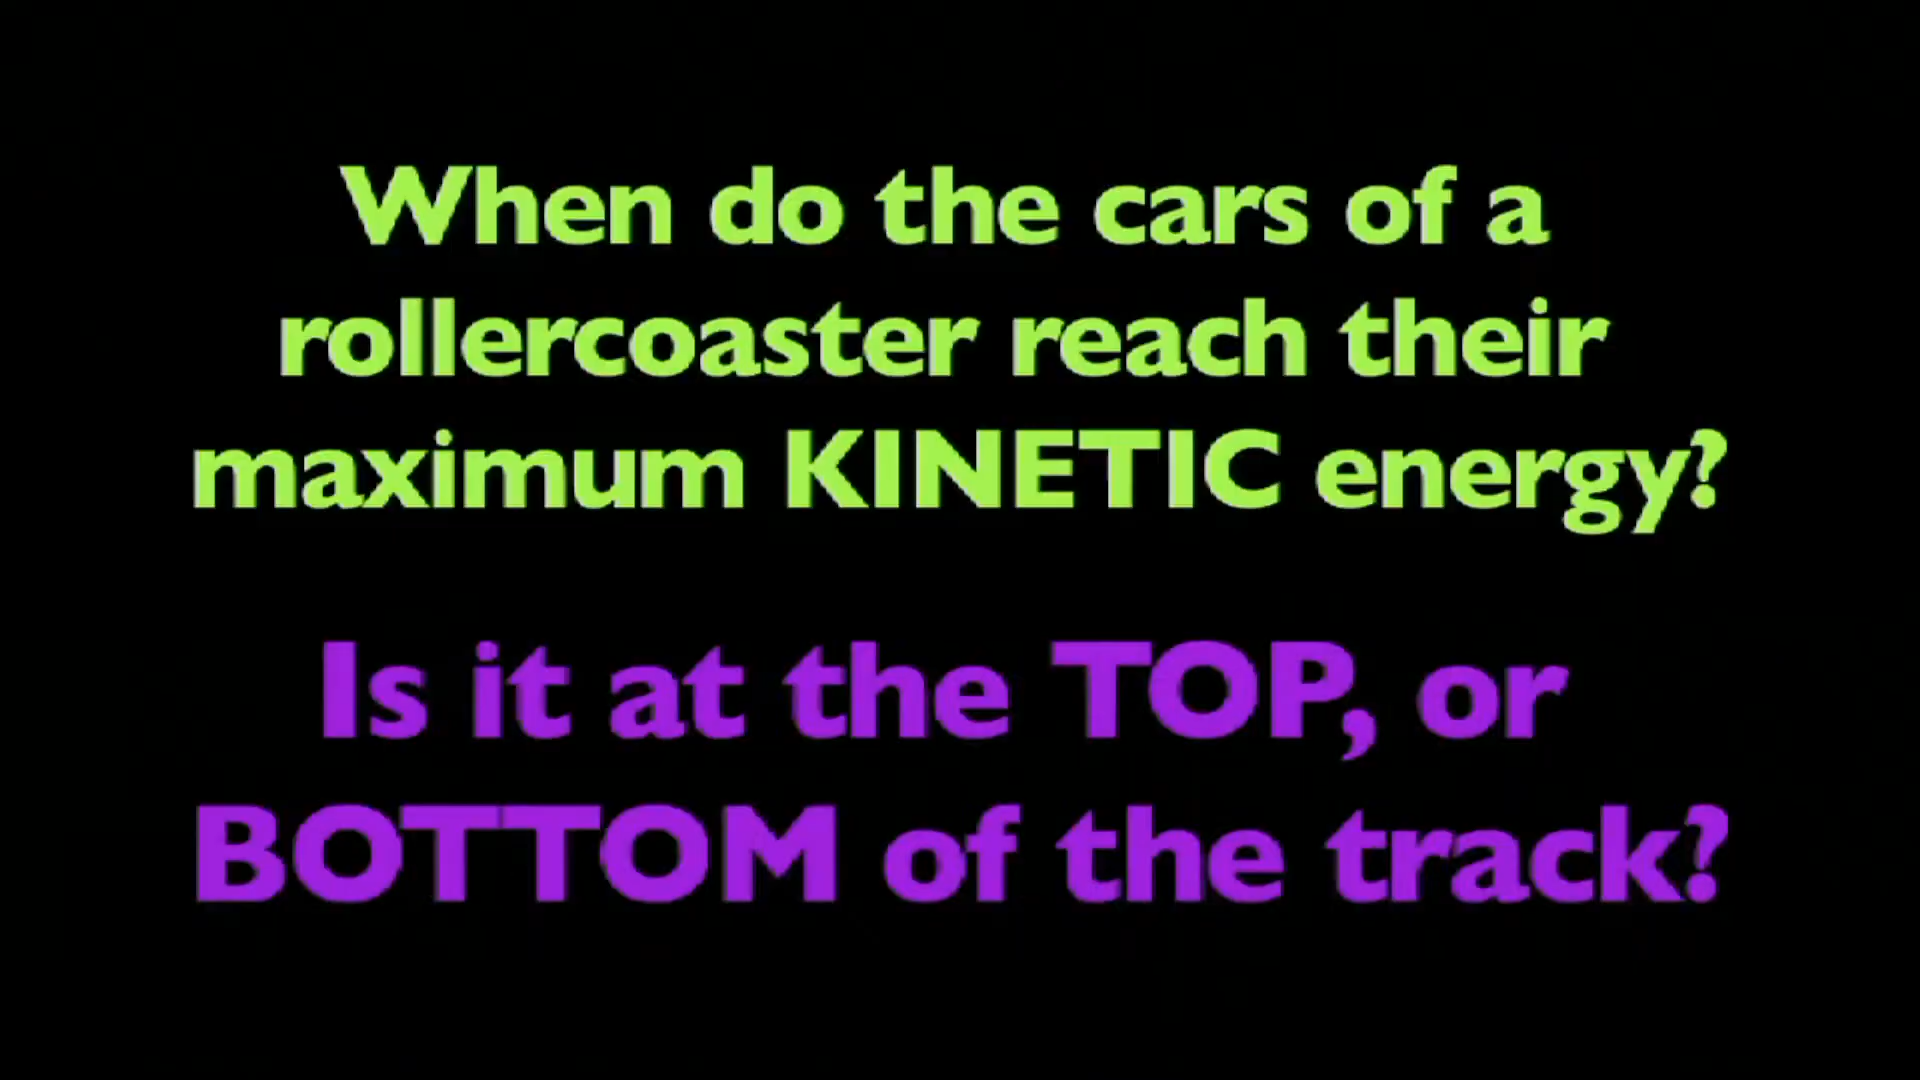 When do the cars of a
rollercoaster reach their
maximum KINETIC energy?
Is it at the TOP, or
BOTTOM of the track?